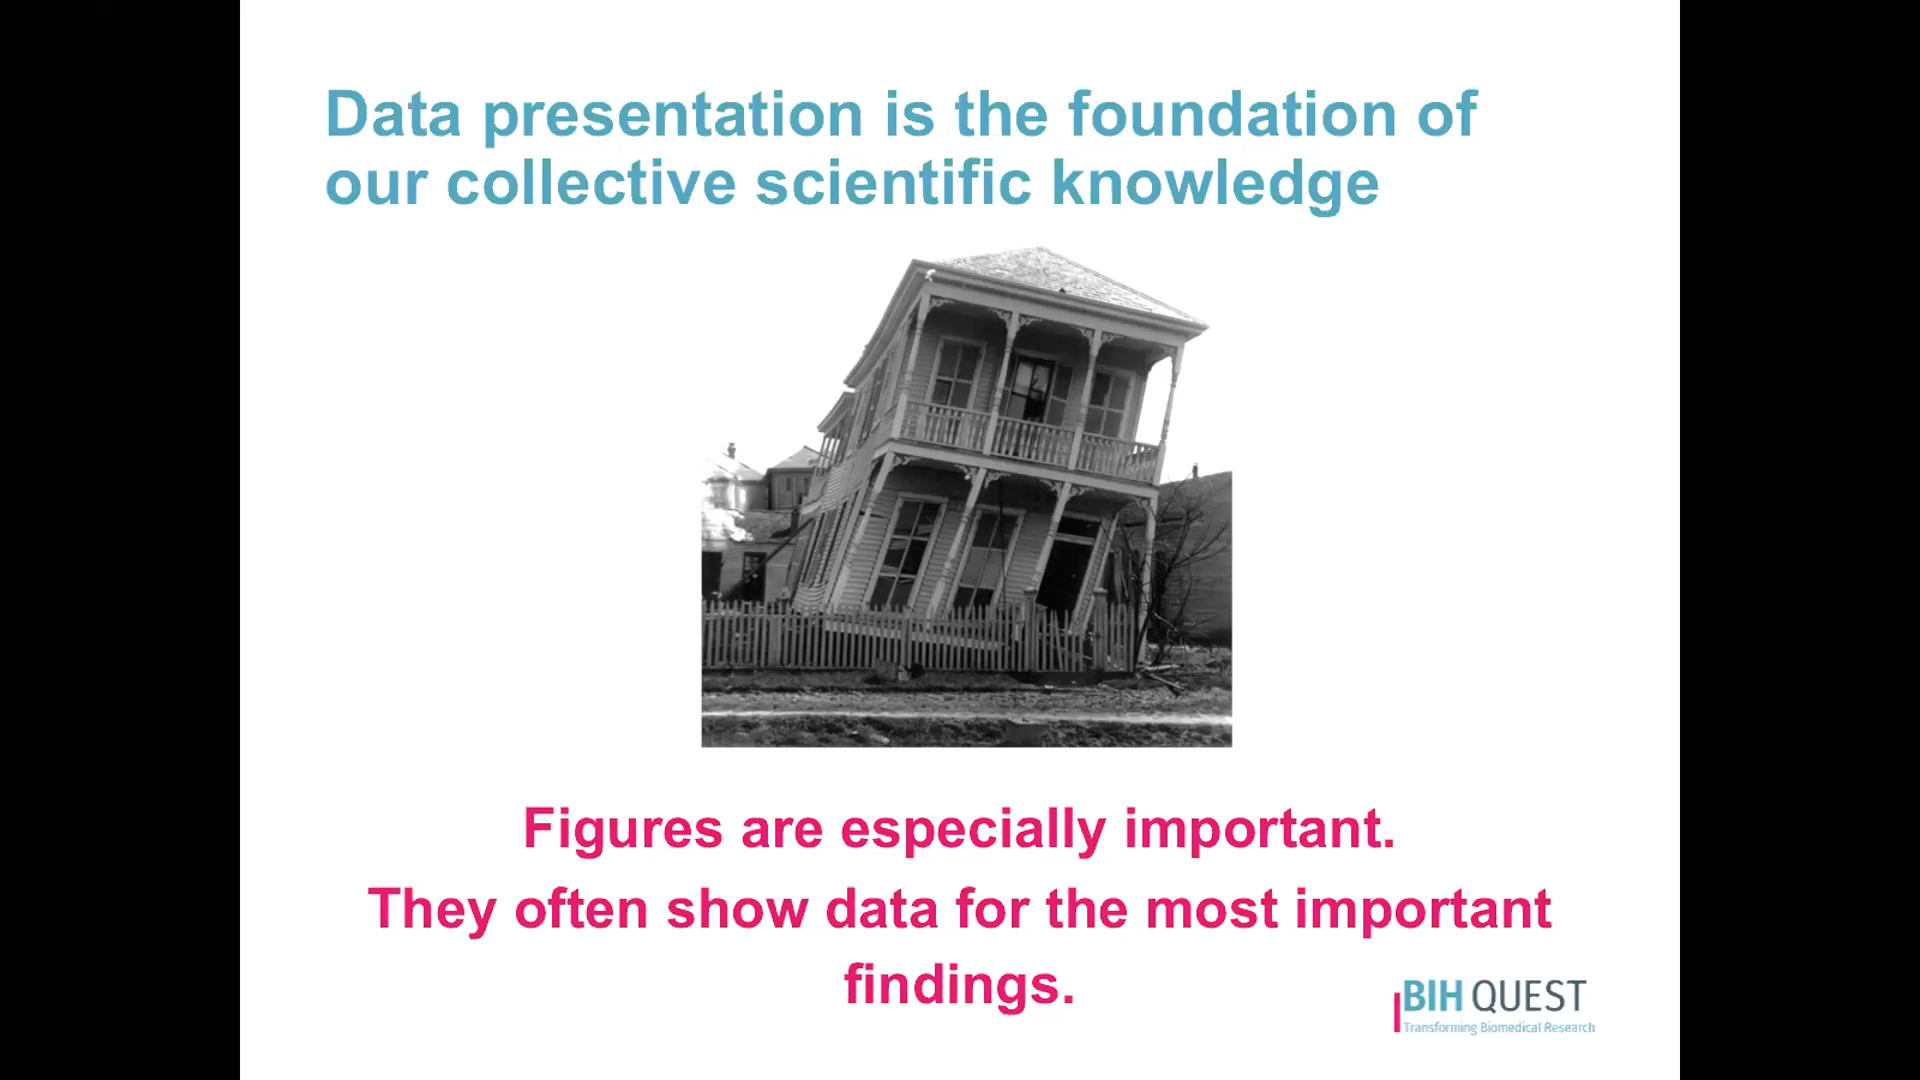 Data presentation is the foundation of
our collective scientific knowledge
Figures are especially important.
They often show data for the most important
findings.
BIH QUEST
Transforming Biomedical Research